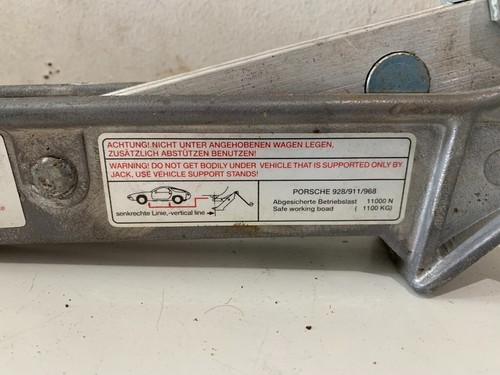 ACHTUNG! NICHT UNTER ANGEHOBENEN WAGEN LEGEN,
ZUSÄTZLICH ABSTÜTZEN BENUTZEN!
WARNING! DO NOT GET BODILY UNDER VEHICLE THAT IS SUPPORTED ONLY BY
JACK, USE VEHICLE SUPPORT STANDS!
senkrechte Linie,-vertical line
PORSCHE 928/911/968
Abgesicherte Betriebslast 11000 N
Safe working boad ( 1100 KG)
®